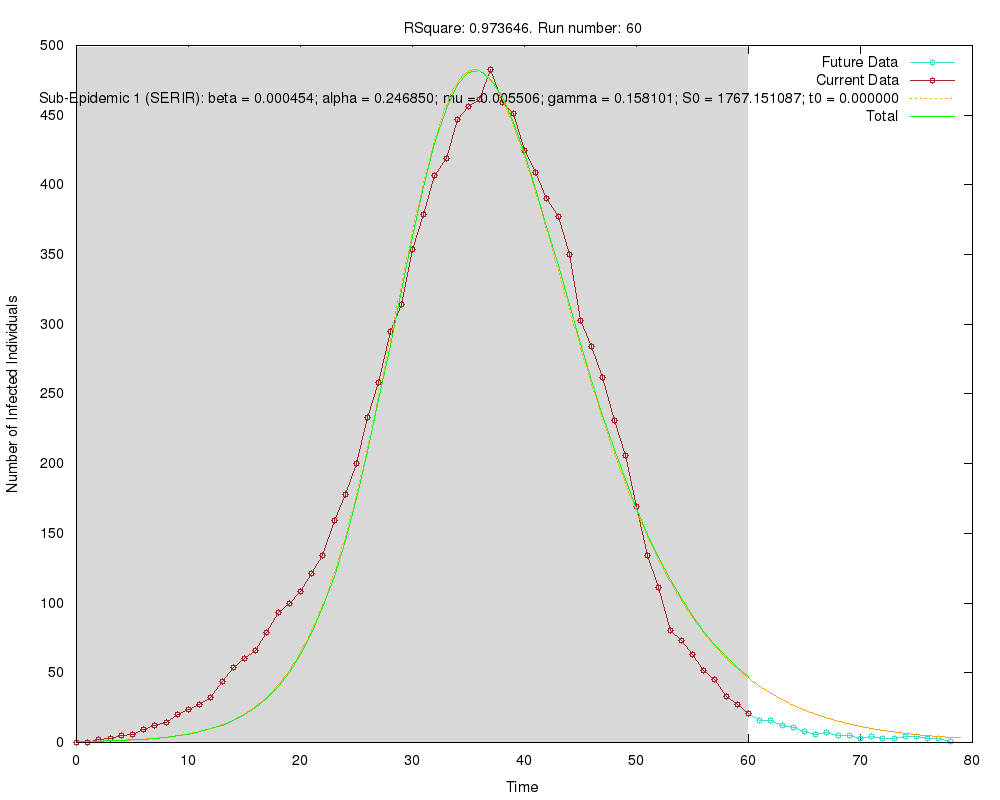 RSquare: 0.973646. Run number: 60
500
Future Data
Current Data
Sub-Epidemic 1 (SERIR): beta = 0.000454; alpha = 0.246850; mu = 0.005506; gamma = 0.158101; S0 = 1767.151087; t0 = 0.000000
Total
450
400
350
300
250
200
150
100
50
0
Number of Infected Individuals
0 10 20 30 40 50 60 70 80
Time